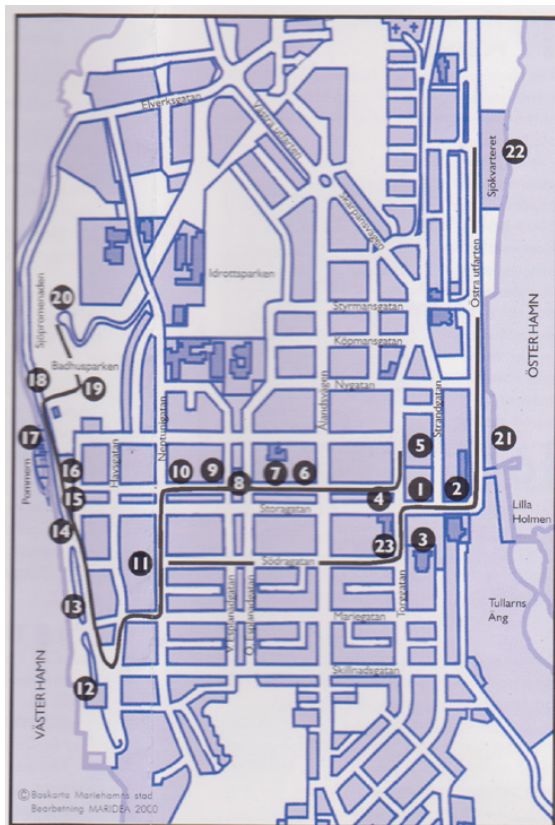 Elverksgatan
Västra utfarten
22
Sjökvarteret
Skarpansvägen
Idrottsparken
20
Sjöpromenaden
Styrmansgatan
Östra utfarten
ÖSTER HAMN
Köpmansgatan
Badhusparken
18
19
Nygatan
Ålandsvägen
Strandgatan
Neptunigatan
Havsgatan
17
Pommern
16
10
9
7
6
5
21
8
4
1
2
15
Storagatan
Lilla
Holmen
14
11
23
3
Södragatan
Torggatan
13
V. Esplanadgatan
Ö. Esplanadgatan
Mariegatan
Tullarns
Äng
12
VÄSTER HAMN
Skillnadsgatan
© Baskarta Mariehamns stad
Bearbetning MARIDEA 2000